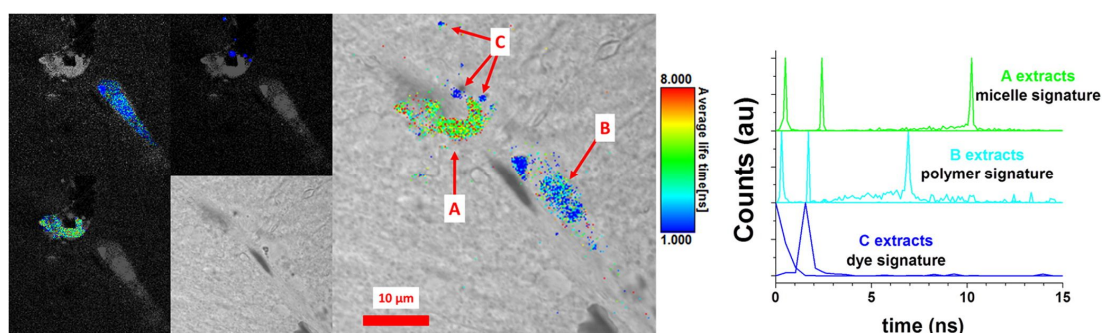 C
B
A
10 µm
8.000
Average life time[ns]
1.000
Counts (au)
A extracts
micelle signature
B extracts
polymer signature
C extracts
dye signature
0
5
10
15
time (ns)